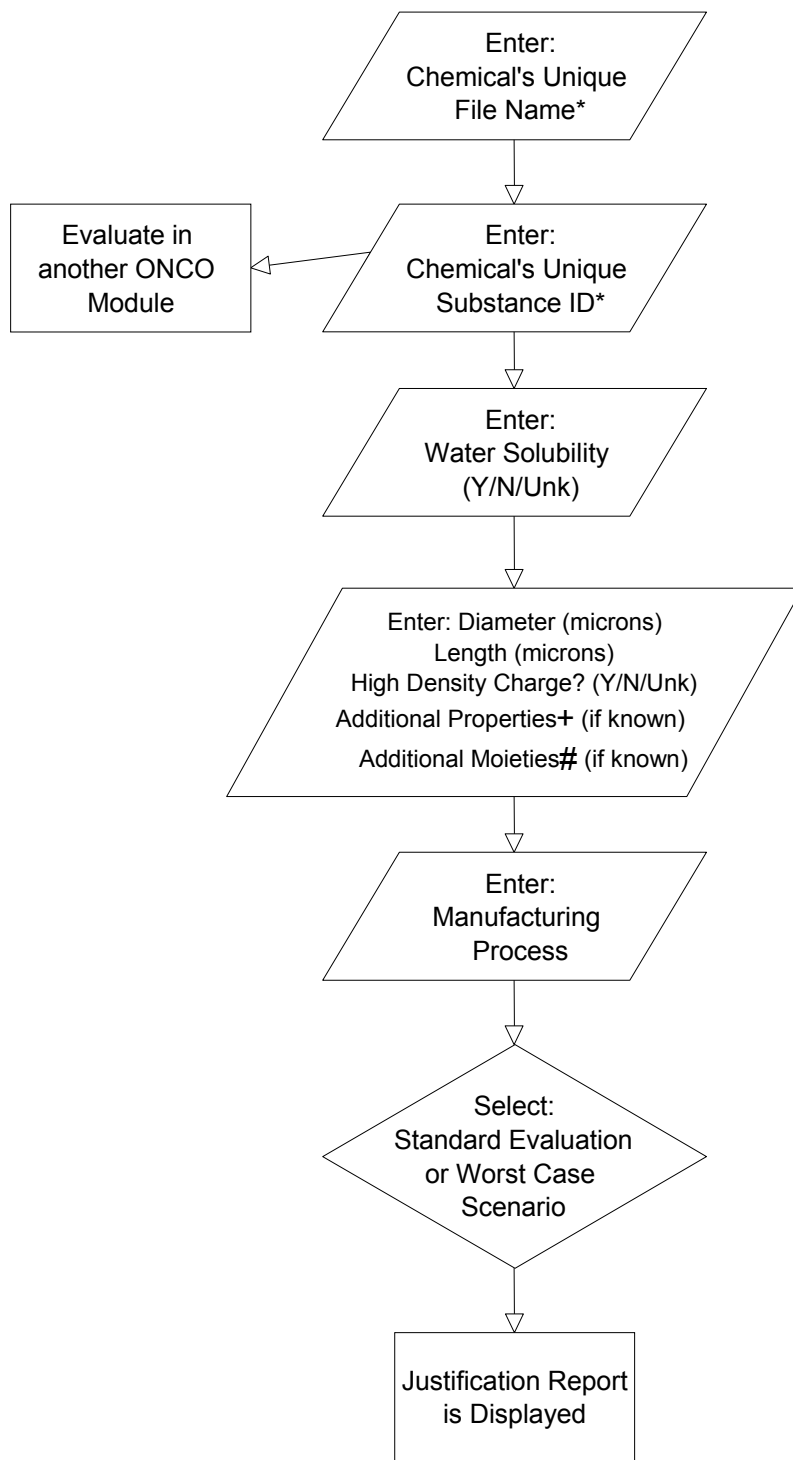 Enter:
Chemical's Unique
File Name*
Evaluate in
another ONCO
Module
Enter:
Chemical's Unique
Substance ID*
Enter:
Water Solubility
(Y/N/Unk)
Enter: Diameter (microns)
Length (microns)
High Density Charge? (Y/N/Unk)
Additional Properties+ (if known)
Additional Moieties# (if known)
Enter:
Manufacturing
Process
Select:
Standard Evaluation
or Worst Case
Scenario
Justification Report
is Displayed